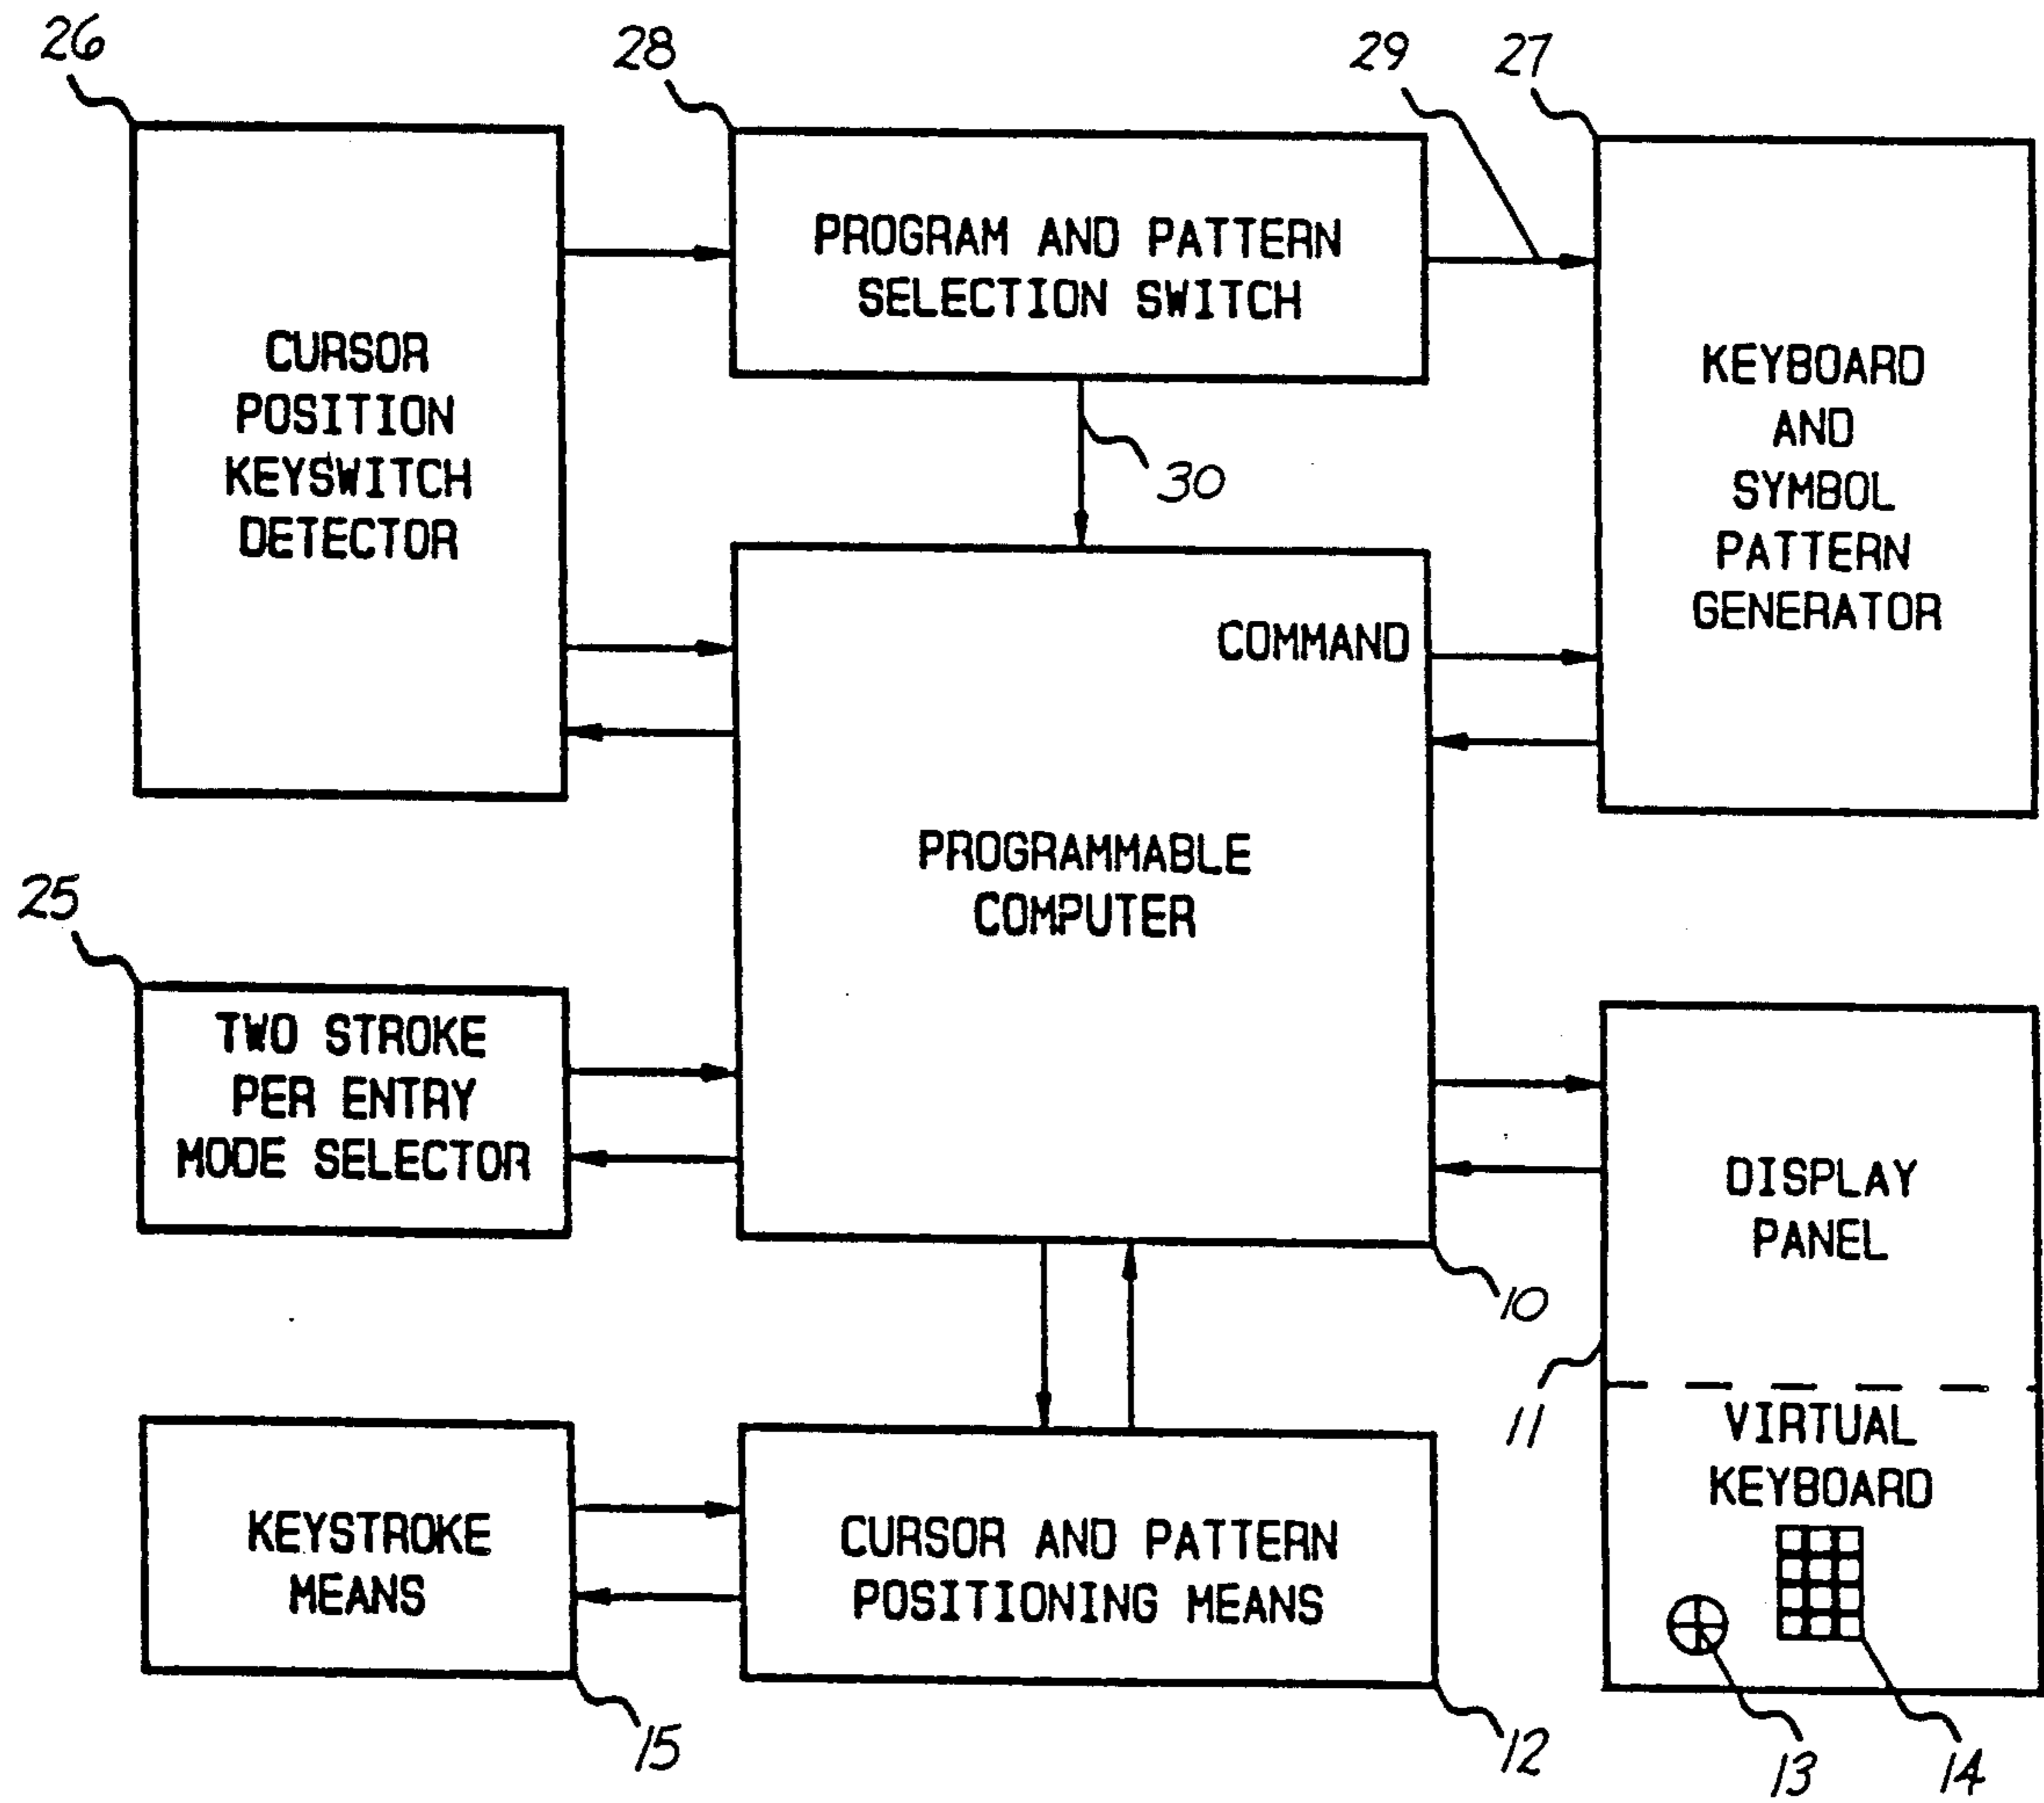 26
28
29
27
CURSOR
POSITION
KEYSWITCH
DETECTOR
PROGRAM AND PATTERN
SELECTION SWITCH
30
KEYBOARD
AND
SYMBOL
PATTERN
GENERATOR
COMMAND
PROGRAMMABLE
COMPUTER
25
TWO STROKE
PER ENTRY
MODE SELECTOR
10
DISPLAY
PANEL
11
VIRTUAL
KEYBOARD
KEYSTROKE
MEANS
CURSOR AND PATTERN
POSITIONING MEANS
15
12
13
14